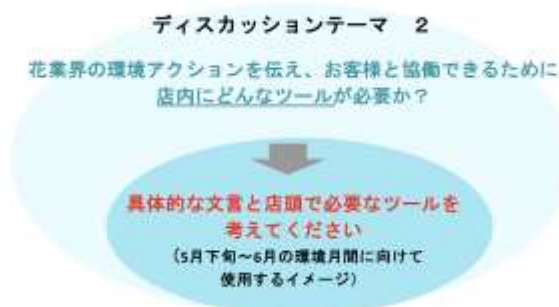 ディスカッションテーマ　2
花業界の環境アクションを伝え、お客様と協働できるために
店内にどんなツールが必要か？
具体的な文言と店頭で必要なツールを
考えてください
（5月下旬～6月の環境月間に向けて
使用するイメージ）